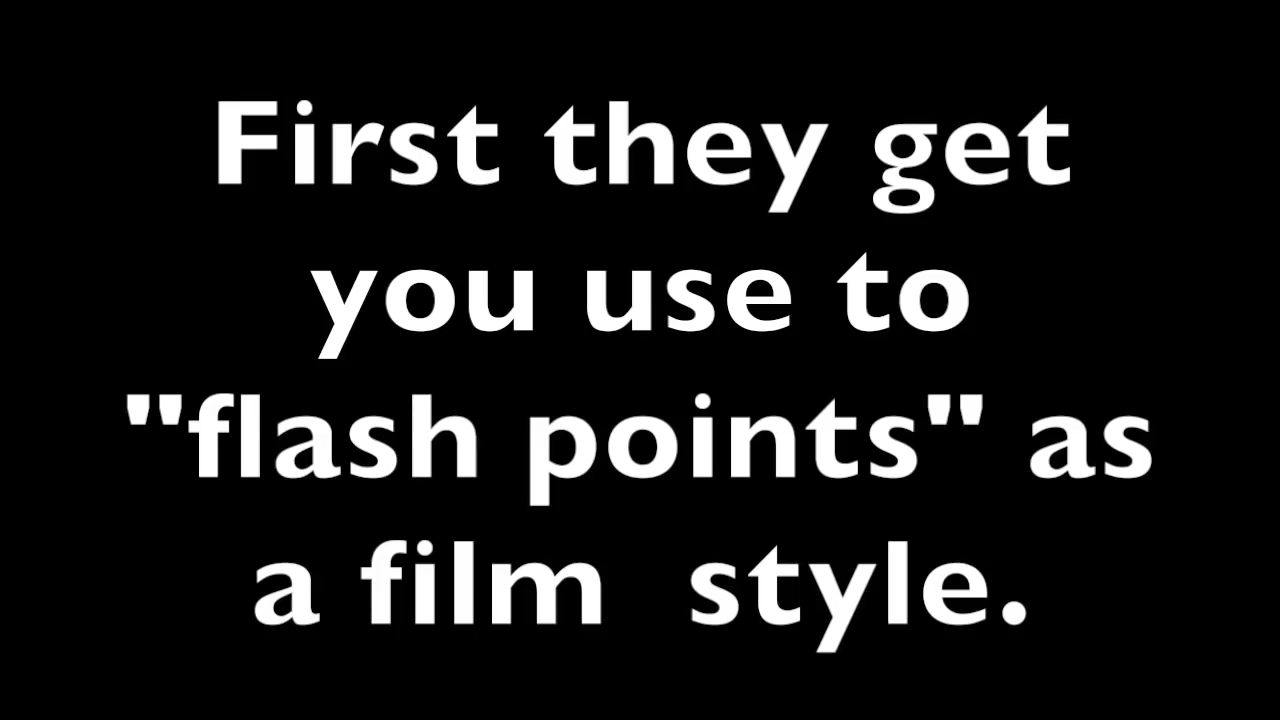 First they get
you use to
"flash points" as
a film  style.